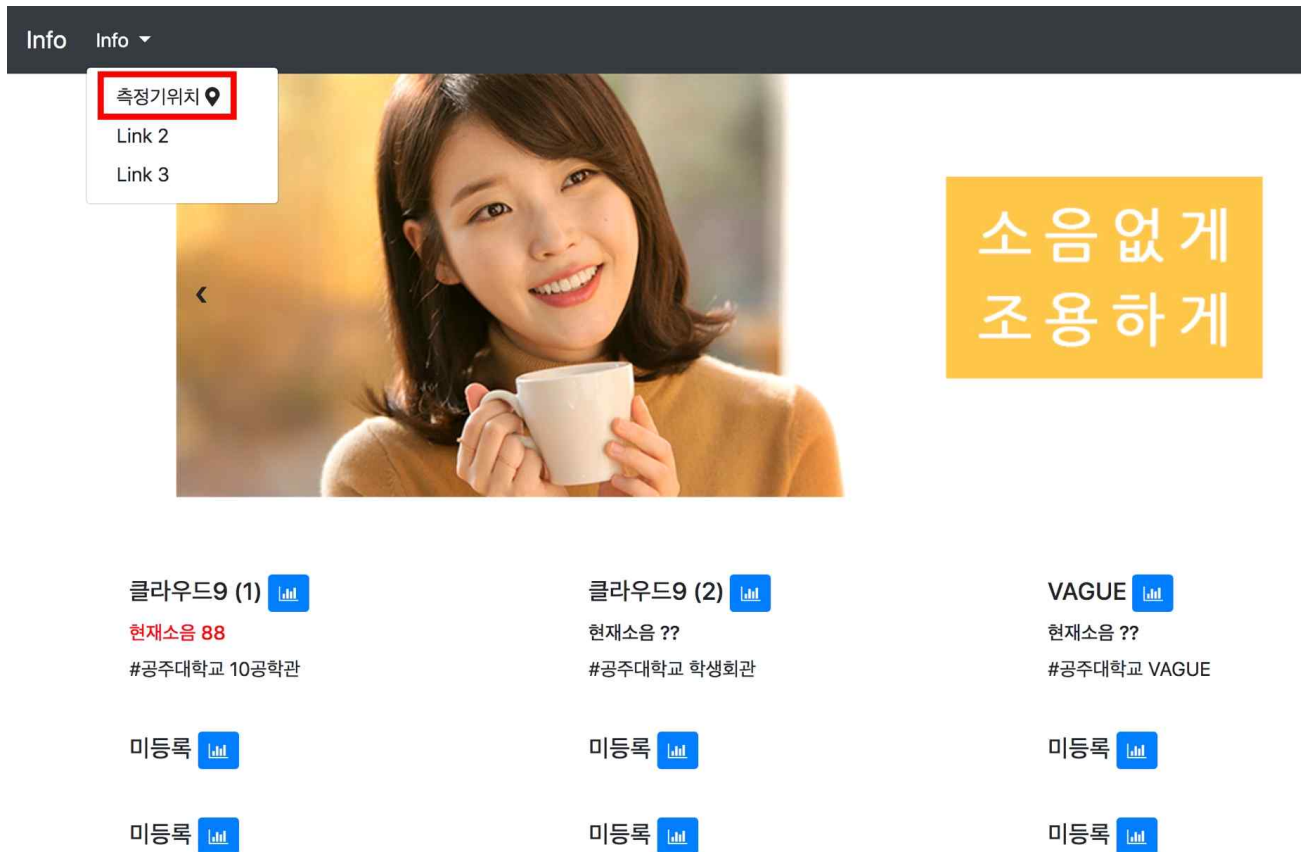 Info Info
측정기위치
Link 2
Link 3
소음없게
조용하게
클라우드9 (1)
현재소음 88
#공주대학교 10공학관
클라우드9 (2)
현재소음 ??
#공주대학교 학생회관
VAGUE
현재소음 ??
#공주대학교 VAGUE
미등록
미등록
미등록
미등록
미등록
미등록